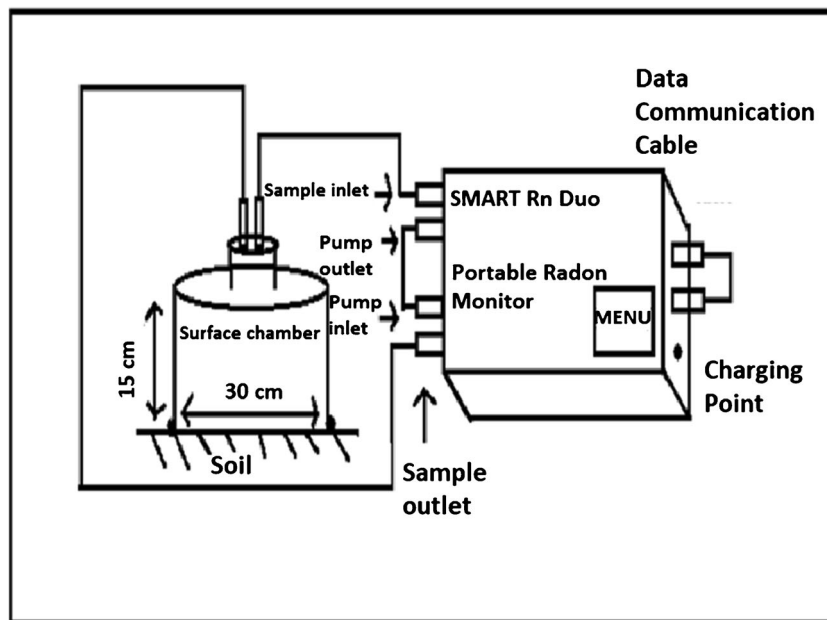 Data
Communication
Cable
Sample inlet
SMART Rn Duo
Pump
outlet
Portable Radon
Monitor
Pump
inlet
MENU
Surface chamber
15 cm
30 cm
Charging
Point
Soil
Sample
outlet